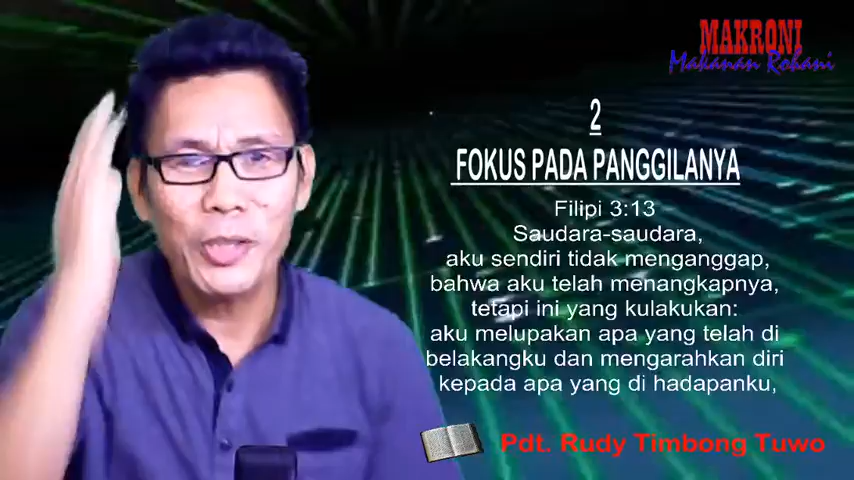 MAKRONI
Makanan Rohani
2
FOKUS PADA PANGGILANYA
Filipi 3:13
Saudara-saudara,
aku sendiri tidak menganggap,
bahwa aku telah menangkapnya,
tetapi ini yang kulakukan:
aku melupakan apa yang telah di
belakangku dan mengarahkan diri
kepada apa yang di hadapanku,
Pdt. Rudy Timbong Tuwo